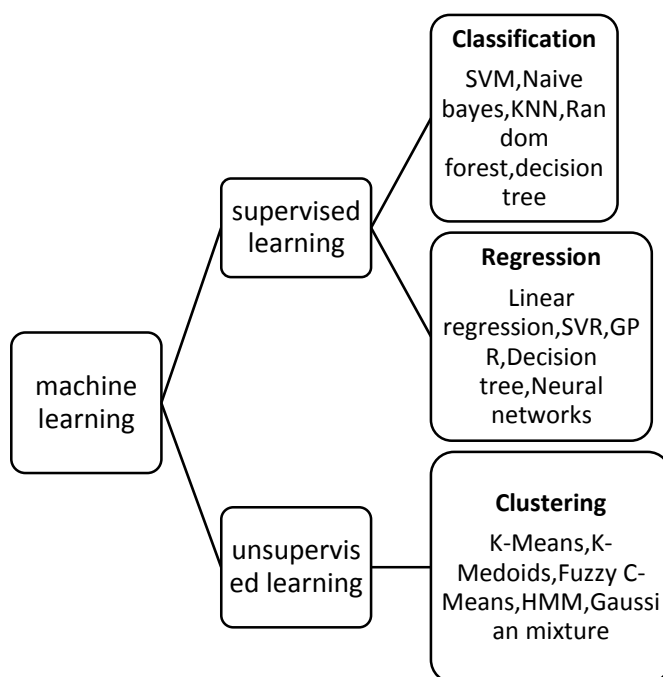 machine
learning
supervised
learning
unsupervis
ed learning
Classification
SVM,Naive
bayes,KNN,Ran
dom
forest,decision
tree
Regression
Linear
regression,SVR,GP
R,Decision
tree,Neural
networks
Clustering
K-Means,K-
Medoids,Fuzzy C-
Means,HMM,Gaussi
an mixture